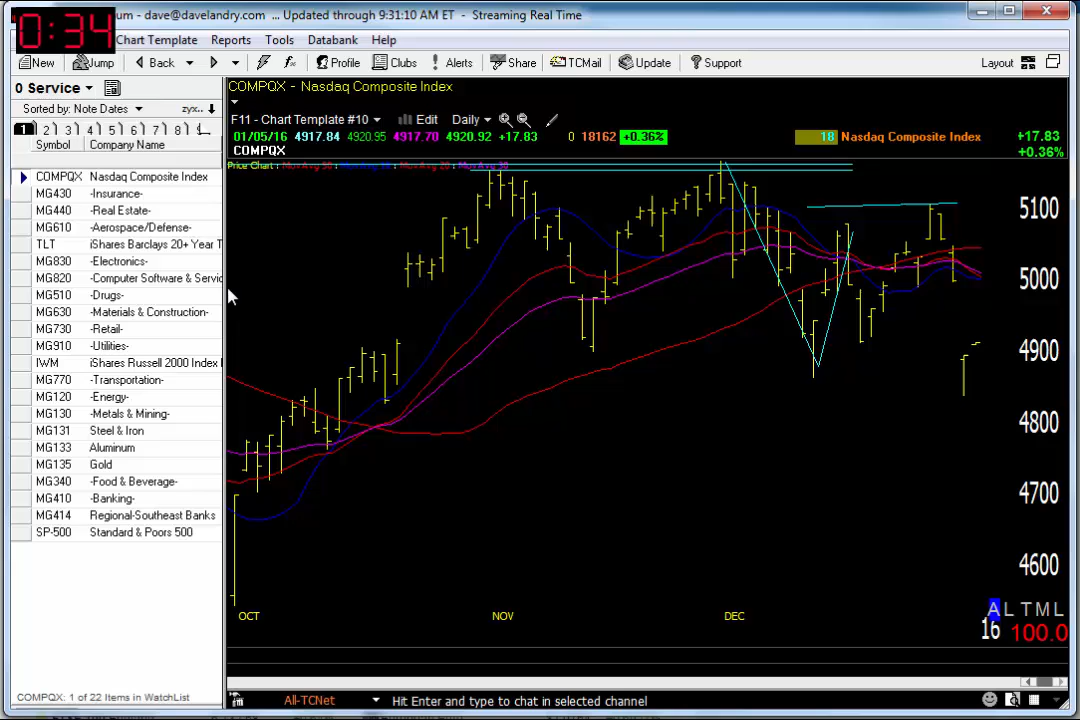 0:34
um - dave@davelandry.com ... Updated through 9:31:10 AM ET - Streaming Real Time
Chart Template Reports Tools Databank Help
New Jump Back Profile Clubs Alerts Share TCMail Update Support Layout
0 Service
Sorted by: Note Dates zyx..
1 2 3 4 5 6 7 8
Symbol Company Name
COMPQX Nasdaq Composite Index
MG430 -Insurance-
MG440 -Real Estate-
MG610 -Aerospace/Defense-
TLT iShares Barclays 20+ Year T
MG830 -Electronics-
MG820 -Computer Software & Servic
MG510 -Drugs-
MG630 -Materials & Construction-
MG730 -Retail-
MG910 -Utilities-
IWM iShares Russell 2000 Index
MG770 -Transportation-
MG120 -Energy-
MG130 -Metals & Mining-
MG131 Steel & Iron
MG133 Aluminum
MG135 Gold
MG340 -Food & Beverage-
MG410 -Banking-
MG414 Regional-Southeast Banks
SP-500 Standard & Poors 500
COMPQX: 1 of 22 Items in WatchList
COMPQX - Nasdaq Composite Index
F11 - Chart Template #10 Edit Daily
01/05/16 4917.84 4920.95 4917.70 4920.92 +17.83 0 18162 +0.36% 18 Nasdaq Composite Index +17.83
+0.36%
COMPQX
Price Chart :
5100
5000
4900
4800
4700
4600
OCT NOV DEC
A L T M L
16 100.0
All-TCNet Hit Enter and type to chat in selected channel